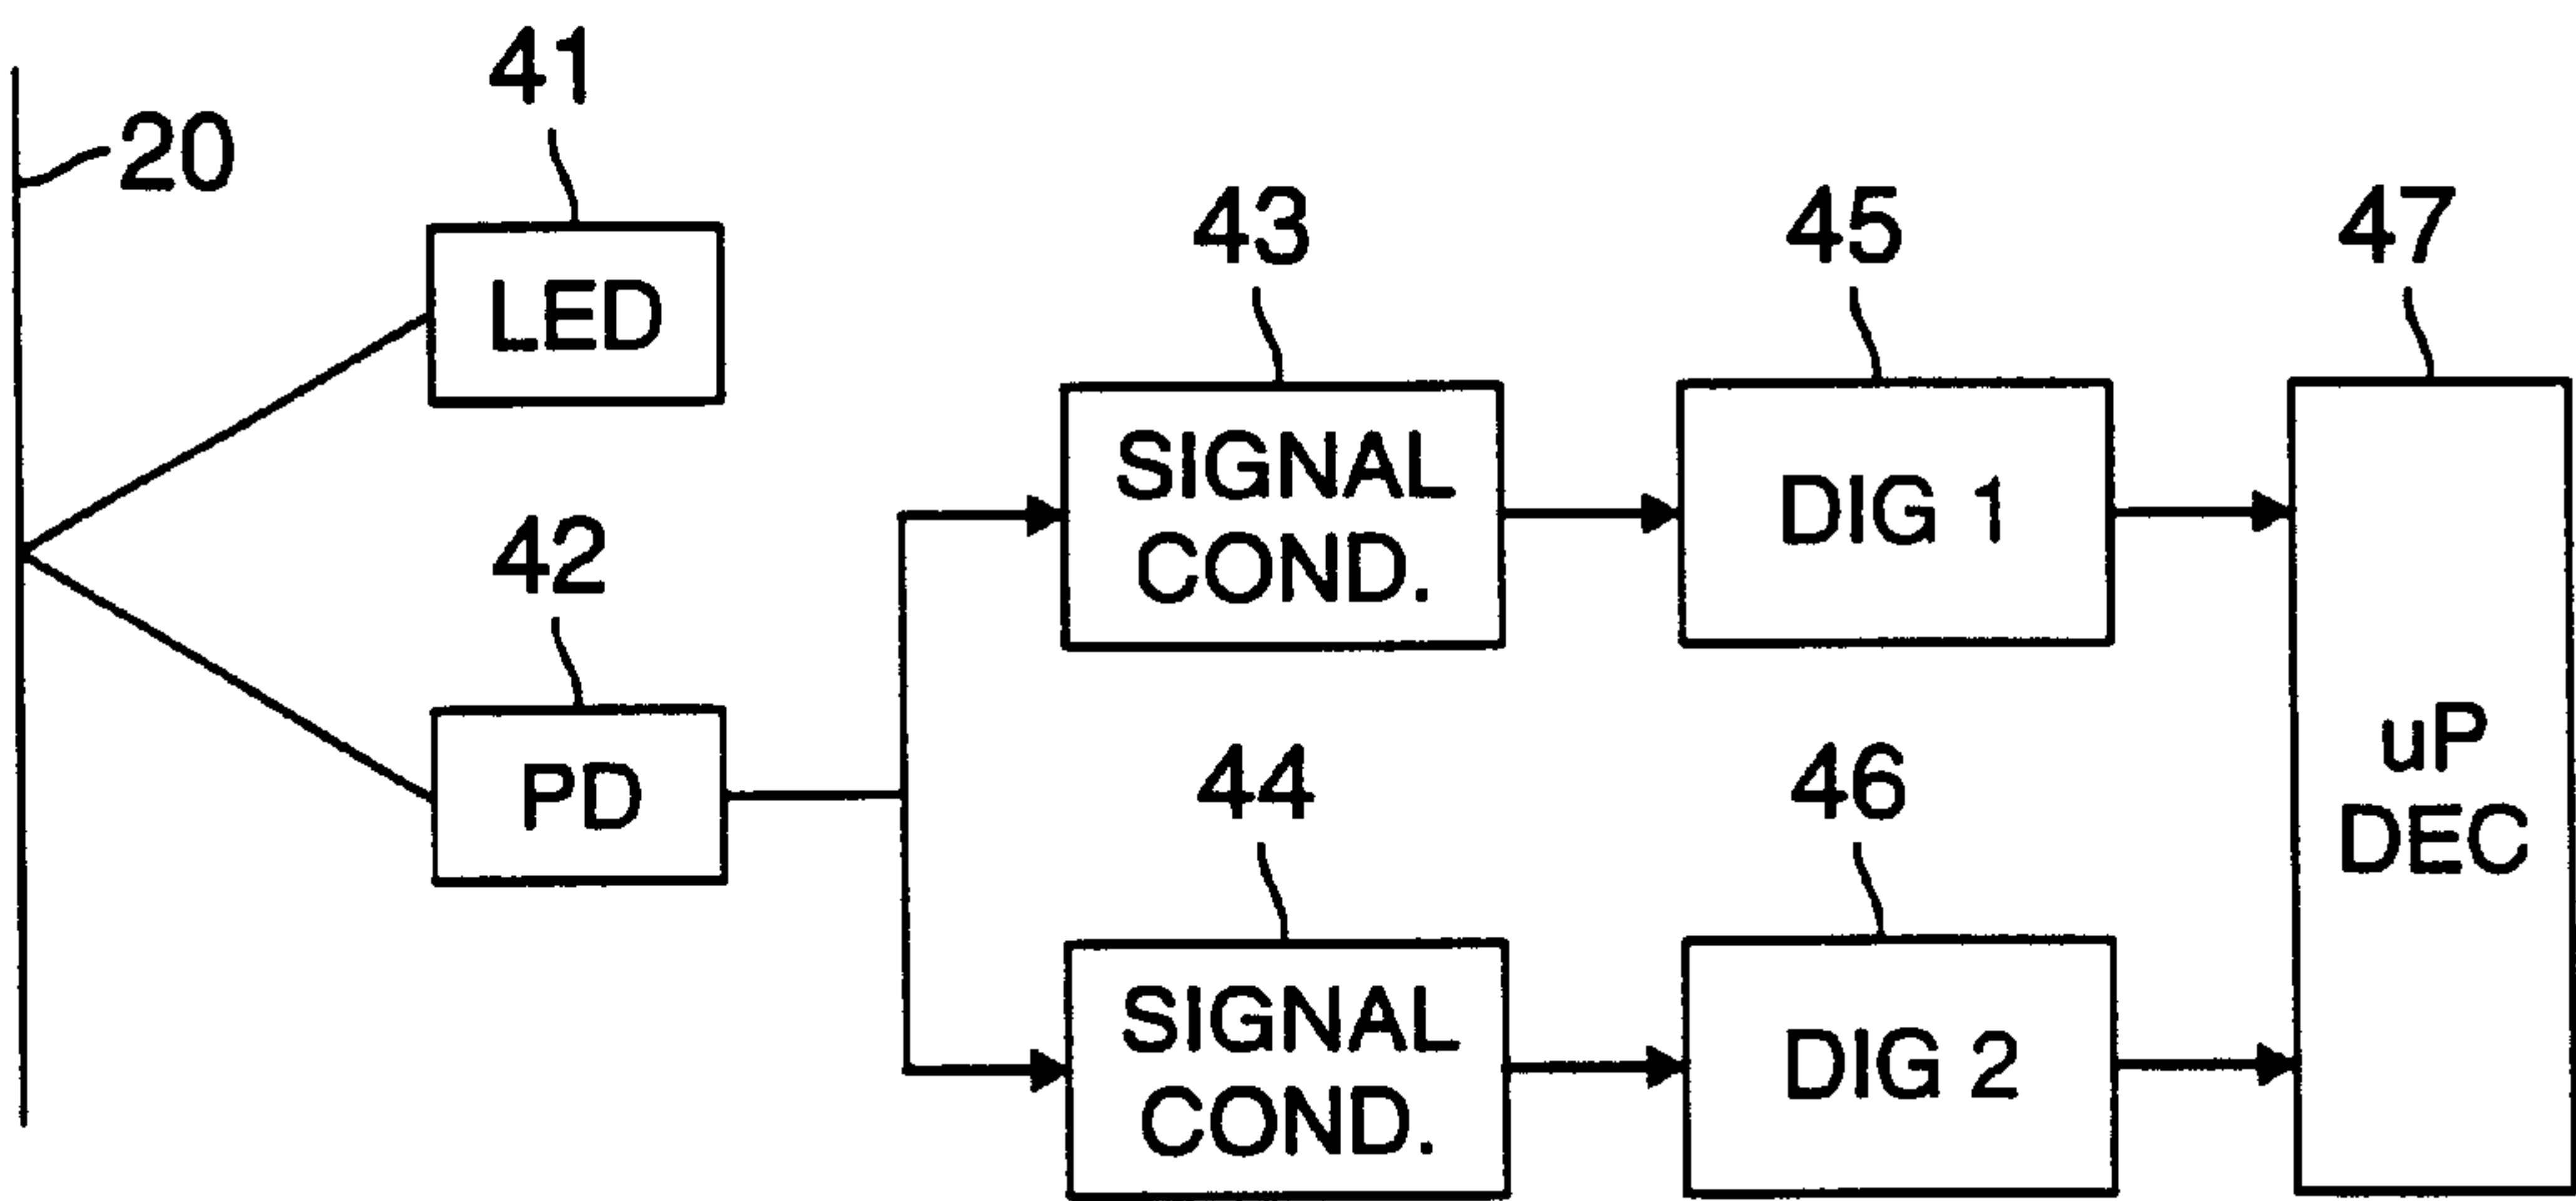 41
20
LED
43
45
47
SIGNAL
COND.
DIG 1
42
PD
44
46
uP
DEC
SIGNAL
COND.
DIG 2